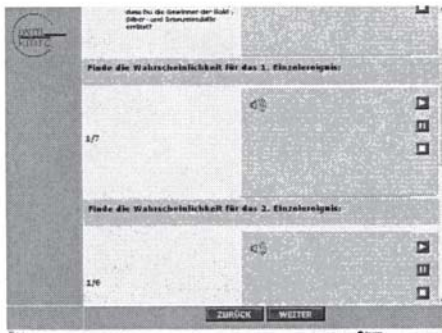 dass Du die Gewinner der Gold-,
Silber- und Bronzemedaille
errätst?
Finde die Wahrscheinlichkeit für das 1. Einzelereignis:
1/7
Finde die Wahrscheinlichkeit für das 2. Einzelereignis:
1/6
ZURÜCK WEITER